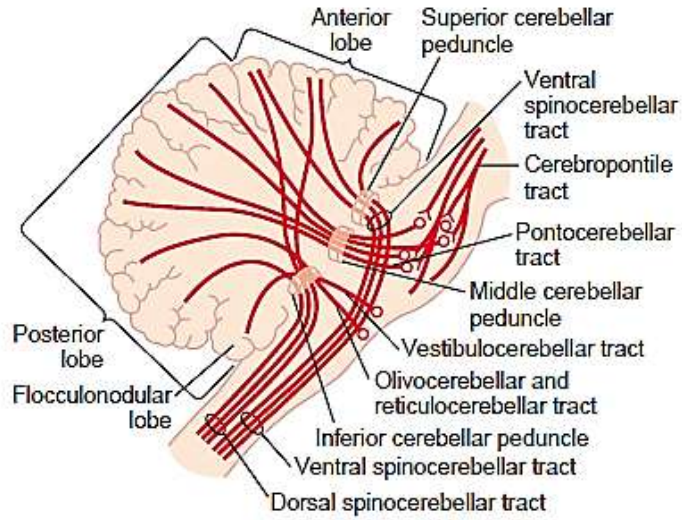 Anterior
lobe
Superior cerebellar
peduncle
Ventral
spinocerebellar
tract
Cerebropontile
tract
Pontocerebellar
tract
Middle cerebellar
peduncle
Posterior
lobe
Vestibulocerebellar tract
Flocculonodular
lobe
Olivocerebellar and
reticulocerebellar tract
Inferior cerebellar peduncle
Ventral spinocerebellar tract
Dorsal spinocerebellar tract